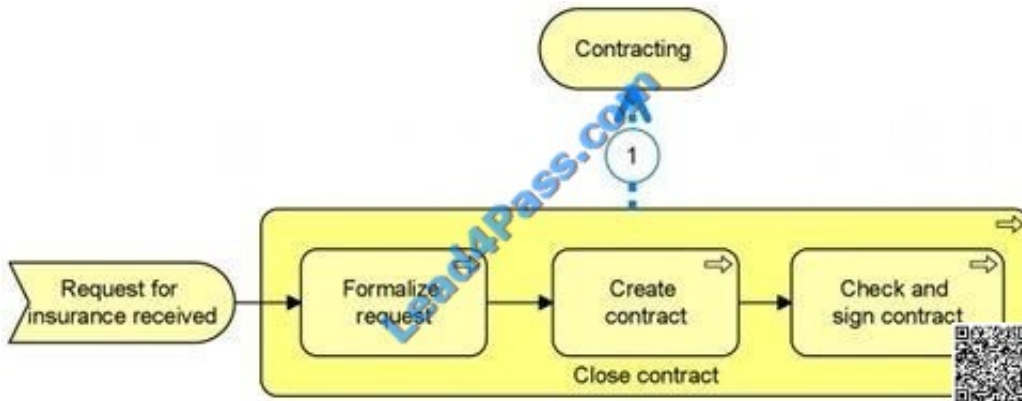 Contracting
1
Lead4Pass.com
Request for
insurance received
Formalize
request
Create
contract
Check and
sign contract
Close contract